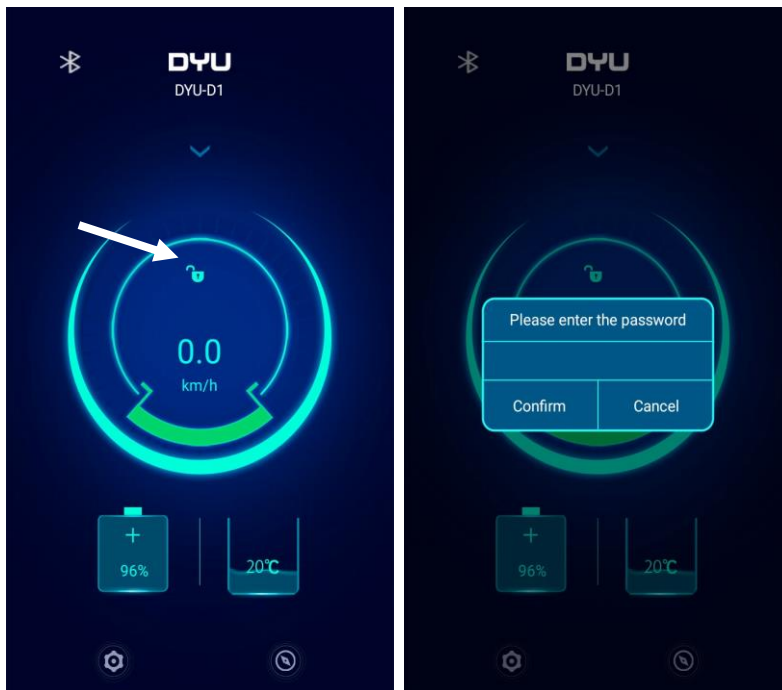 DYU
DYU-D1
0.0
km/h
96%
20℃
DYU
DYU-D1
Please enter the password
Confirm
Cancel
96%
20℃